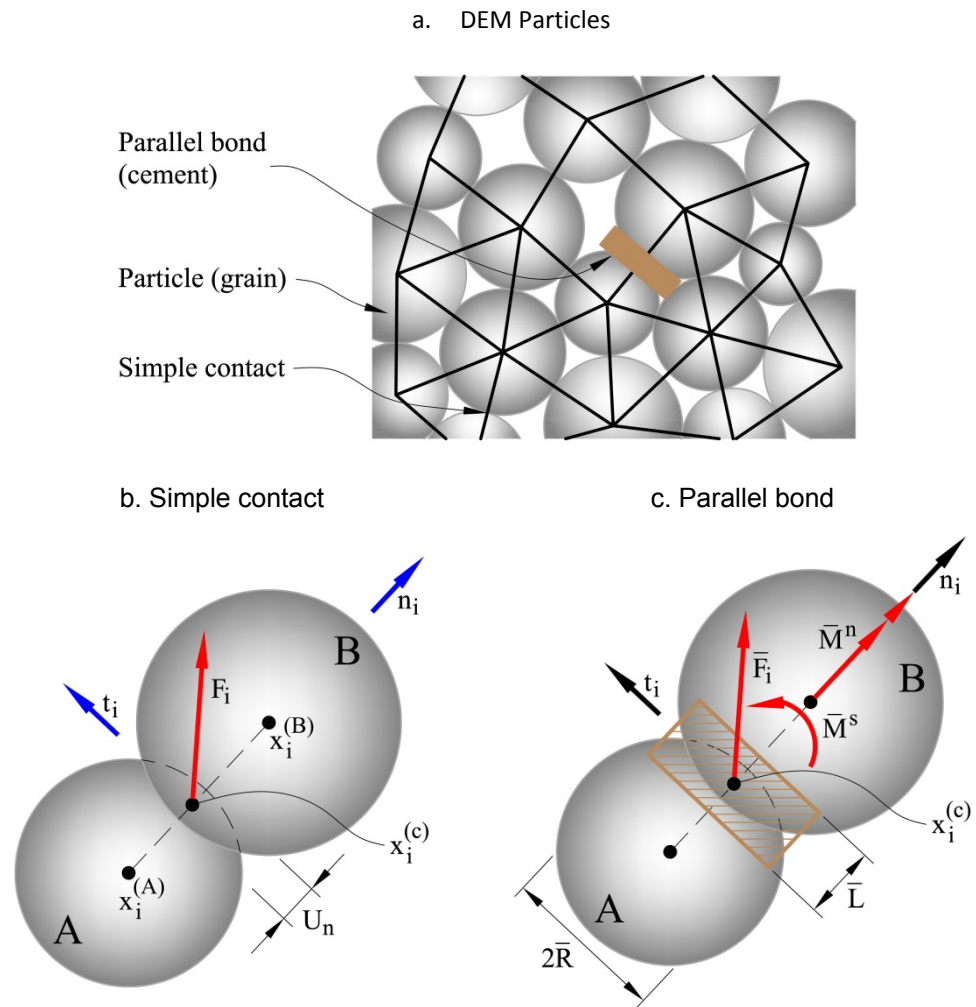 a. DEM Particles
Parallel bond
(cement)
Particle (grain)
Simple contact
b. Simple contact
c. Parallel bond
n_i
B
t_i
F_i
x_i^(B)
x_i^(c)
x_i^(A)
A
U_n
n_i
M̄^n
B
F̄_i
t_i
M̄^s
x_i^(c)
L̄
A
2R̄